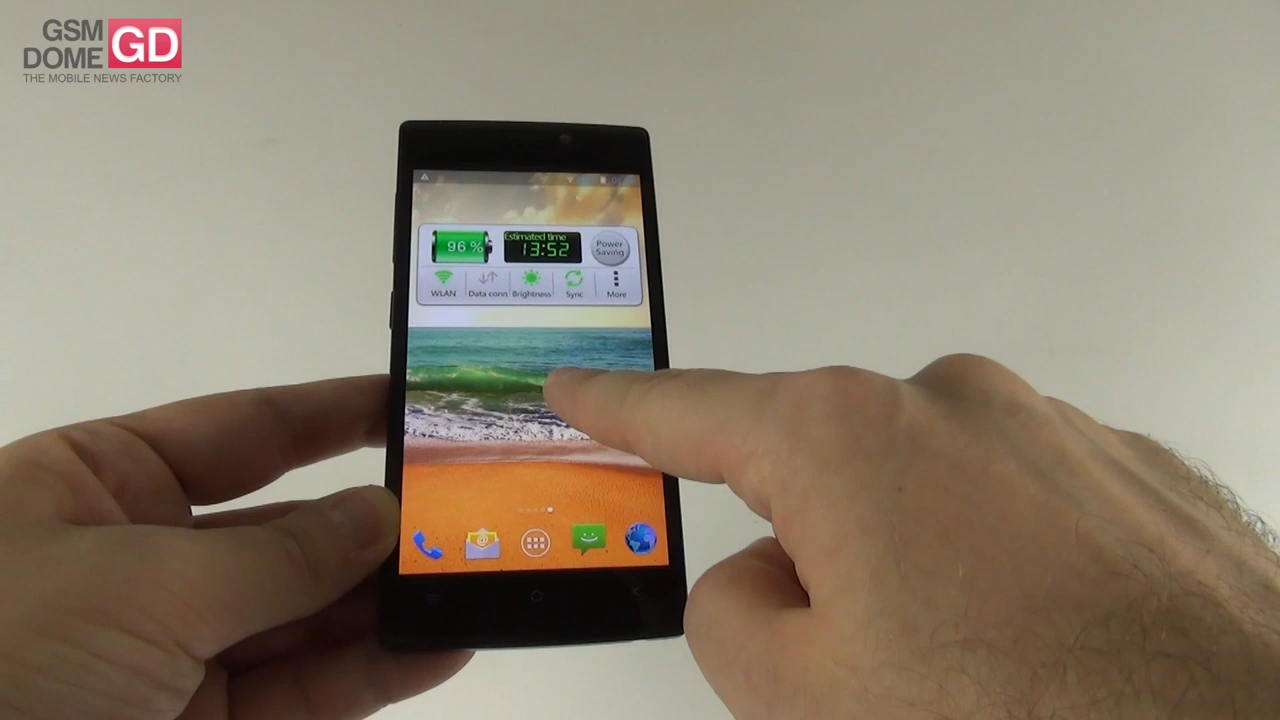 GSM
DOME
GD
THE MOBILE NEWS FACTORY
96 %
Estimated time
13:52
Power
Saving
WLAN
Data conn
Brightness
Sync
More